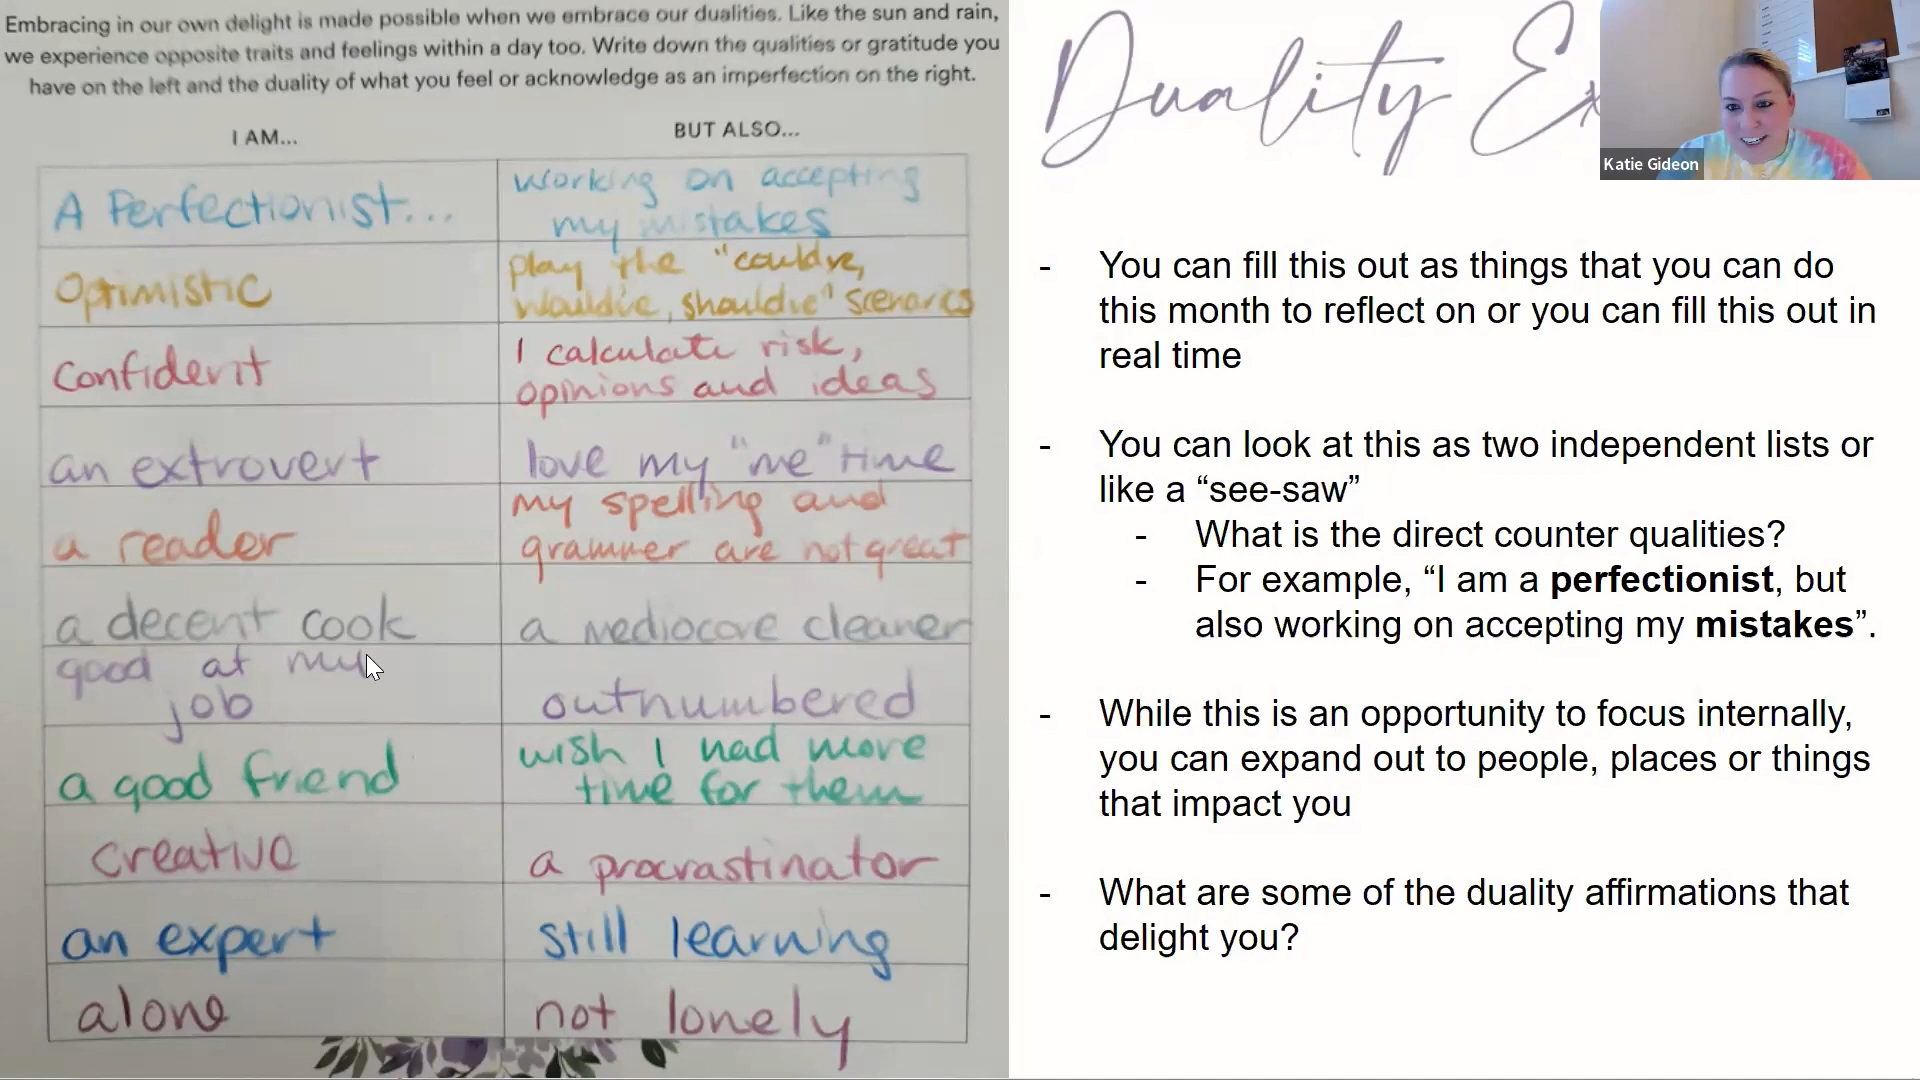 Embracing in our own delight is made possible when we embrace our dualities. Like the sun and rain,
we experience opposite traits and feelings within a day too. Write down the qualities or gratitude you
have on the left and the duality of what you feel or acknowledge as an imperfection on the right.
I AM...
BUT ALSO...
A Perfectionist...
working on accepting
my mistakes
Optimistic
play the "couldve,
wouldve, shouldve" scenarios
confident
I calculate risk,
opinions and ideas
an extrovert
love my "me" time
a reader
my spelling and
grammer are not great
a decent cook
a mediocore cleaner
good at my
job
outnumbered
a good friend
wish I had more
time for them
creative
a procrastinator
an expert
still learning
alone
not lonely
Duality
Katie Gideon
- You can fill this out as things that you can do
this month to reflect on or you can fill this out in
real time
- You can look at this as two independent lists or
like a “see-saw”
- What is the direct counter qualities?
- For example, “I am a perfectionist, but
also working on accepting my mistakes”.
- While this is an opportunity to focus internally,
you can expand out to people, places or things
that impact you
- What are some of the duality affirmations that
delight you?